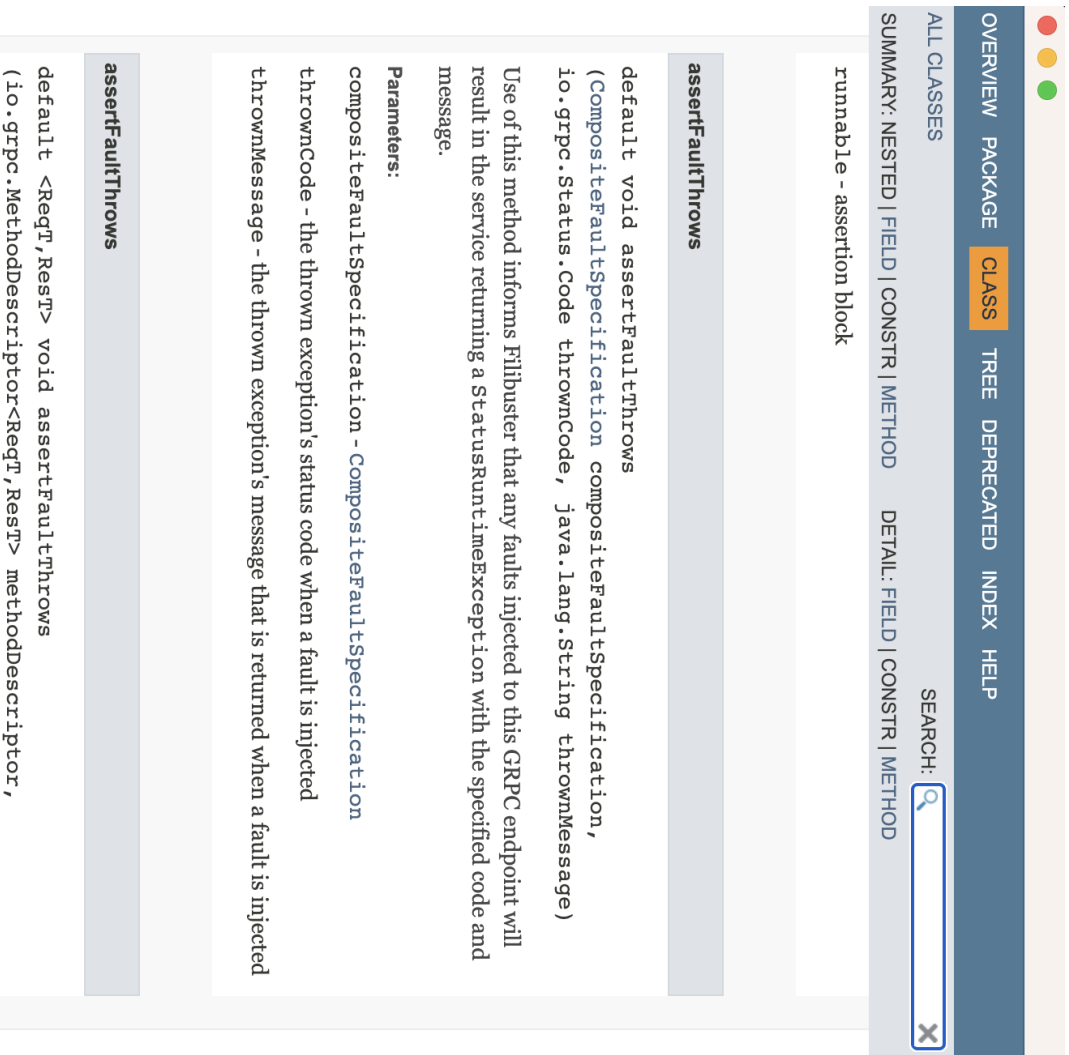 OVERVIEW PACKAGE CLASS TREE DEPRECATED INDEX HELP
ALL CLASSES SEARCH:
SUMMARY: NESTED | FIELD | CONSTR | METHOD DETAIL: FIELD | CONSTR | METHOD
runnable - assertion block
assertFaultThrows
default void assertFaultThrows
(CompositeFaultSpecification compositeFaultSpecification,
io.grpc.Status.Code thrownCode, java.lang.String thrownMessage)
Use of this method informs Filibuster that any faults injected to this GRPC endpoint will
result in the service returning a StatusRuntimeException with the specified code and
message.
Parameters:
compositeFaultSpecification - CompositeFaultSpecification
thrownCode - the thrown exception's status code when a fault is injected
thrownMessage - the thrown exception's message that is returned when a fault is injected
assertFaultThrows
default <ReqT,ResT> void assertFaultThrows
(io.grpc.MethodDescriptor<ReqT,ResT> methodDescriptor,